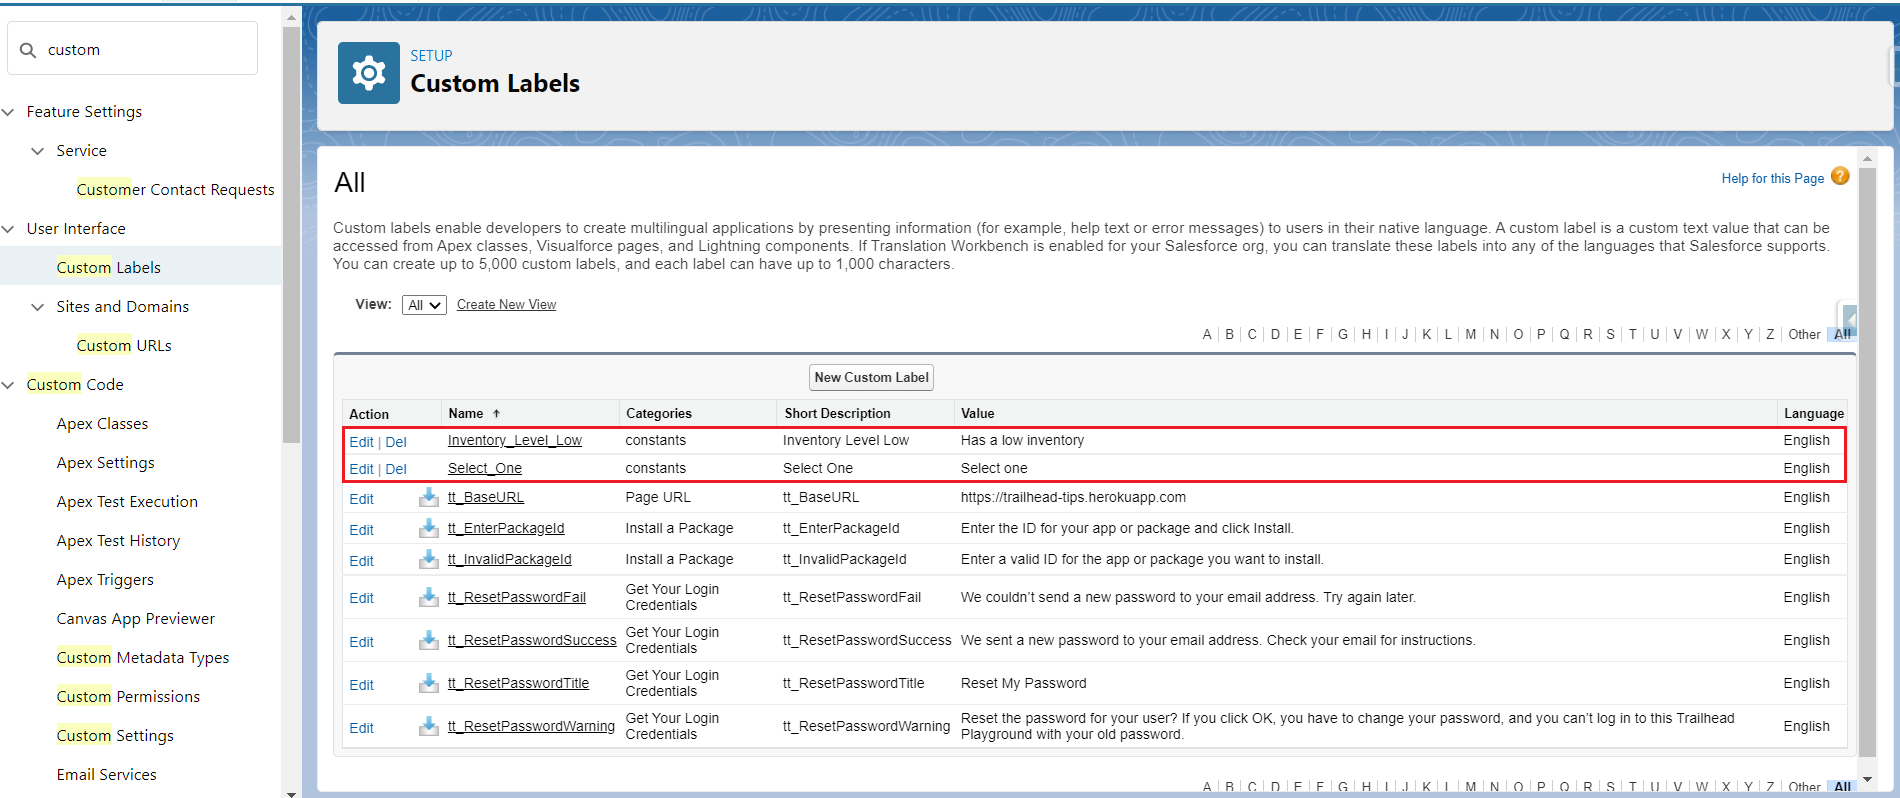 custom
Feature Settings
Service
Customer Contact Requests
User Interface
Custom Labels
Sites and Domains
Custom URLs
Custom Code
Apex Classes
Apex Settings
Apex Test Execution
Apex Test History
Apex Triggers
Canvas App Previewer
Custom Metadata Types
Custom Permissions
Custom Settings
Email Services
SETUP
Custom Labels
All
Help for this Page ?
Custom labels enable developers to create multilingual applications by presenting information (for example, help text or error messages) to users in their native language. A custom label is a custom text value that can be
accessed from Apex classes, Visualforce pages, and Lightning components. If Translation Workbench is enabled for your Salesforce org, you can translate these labels into any of the languages that Salesforce supports.
You can create up to 5,000 custom labels, and each label can have up to 1,000 characters.
View: All Create New View
A | B | C | D | E | F | G | H | I | J | K | L | M | N | O | P | Q | R | S | T | U | V | W | X | Y | Z | Other | All
New Custom Label
Action Name ↑ Categories Short Description Value Language
Edit | Del Inventory_Level_Low constants Inventory Level Low Has a low inventory English
Edit | Del Select_One constants Select One Select one English
Edit tt_BaseURL Page URL tt_BaseURL https://trailhead-tips.herokuapp.com English
Edit tt_EnterPackageId Install a Package tt_EnterPackageId Enter the ID for your app or package and click Install. English
Edit tt_InvalidPackageId Install a Package tt_InvalidPackageId Enter a valid ID for the app or package you want to install. English
Edit tt_ResetPasswordFail Get Your Login Credentials tt_ResetPasswordFail We couldn't send a new password to your email address. Try again later. English
Edit tt_ResetPasswordSuccess Get Your Login Credentials tt_ResetPasswordSuccess We sent a new password to your email address. Check your email for instructions. English
Edit tt_ResetPasswordTitle Get Your Login Credentials tt_ResetPasswordTitle Reset My Password English
Edit tt_ResetPasswordWarning Get Your Login Credentials tt_ResetPasswordWarning Reset the password for your user? If you click OK, you have to change your password, and you can't log in to this Trailhead Playground with your old password. English
A | B | C | D | E | F | G | H | I | J | K | L | M | N | O | P | Q | R | S | T | U | V | W | X | Y | Z | Other | All